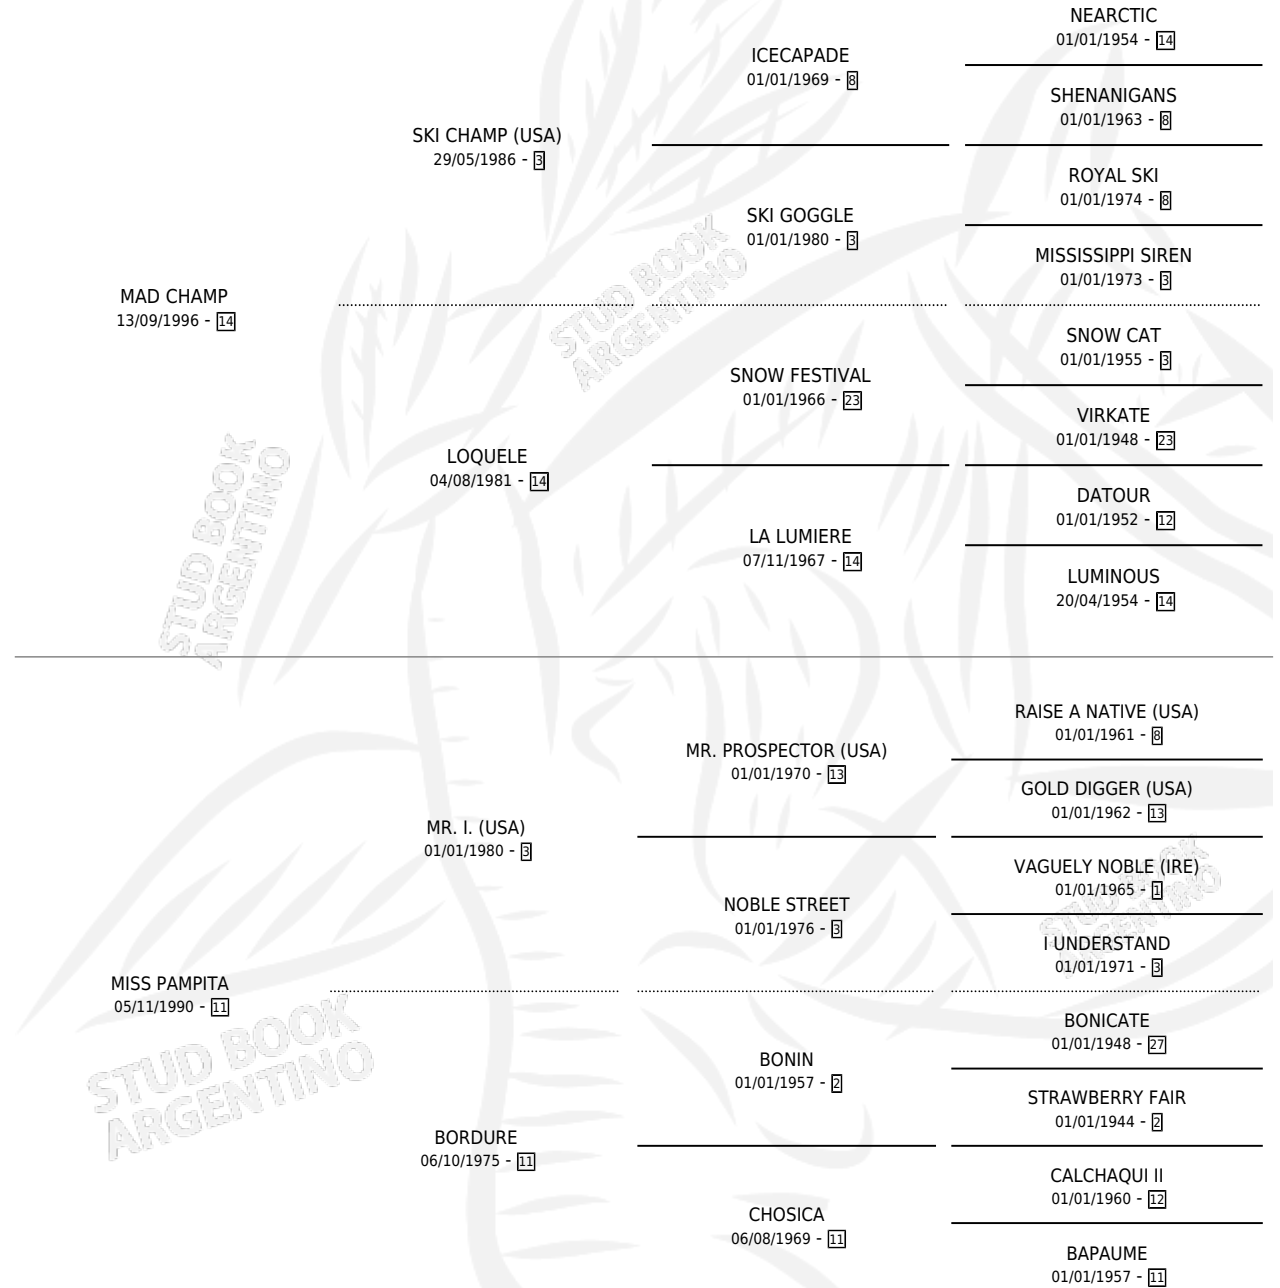 NEARCTIC
01/01/1954 - 14
ICECAPADE
01/01/1969 - 8
SHENANIGANS
01/01/1963 - 8
SKI CHAMP (USA)
29/05/1986 - 3
ROYAL SKI
01/01/1974 - 8
SKI GOGGLE
01/01/1980 - 3
MISSISSIPPI SIREN
01/01/1973 - 3
MAD CHAMP
13/09/1996 - 14
STUD BOOK
ARGENTINO
SNOW CAT
01/01/1955 - 3
SNOW FESTIVAL
01/01/1966 - 23
VIRKATE
01/01/1948 - 23
LOQUELE
04/08/1981 - 14
DATOUR
01/01/1952 - 12
LA LUMIERE
07/11/1967 - 14
LUMINOUS
20/04/1954 - 14
STUD BOOK
ARGENTINO
RAISE A NATIVE (USA)
01/01/1961 - 8
MR. PROSPECTOR (USA)
01/01/1970 - 13
GOLD DIGGER (USA)
01/01/1962 - 13
MR. I. (USA)
01/01/1980 - 3
VAGUELY NOBLE (IRE)
01/01/1965 - 1
STUD BOOK
ARGENTINO
NOBLE STREET
01/01/1976 - 3
I UNDERSTAND
01/01/1971 - 3
MISS PAMPITA
05/11/1990 - 11
STUD BOOK
ARGENTINO
BONICATE
01/01/1948 - 27
BONIN
01/01/1957 - 2
STRAWBERRY FAIR
01/01/1944 - 2
BORDURE
06/10/1975 - 11
CALCHAQUI II
01/01/1960 - 12
CHOSICA
06/08/1969 - 11
BAPAUME
01/01/1957 - 11